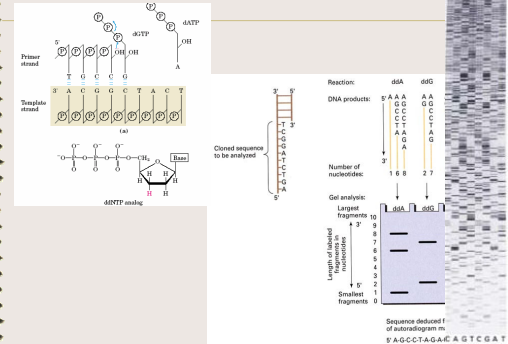 dATP
P
P
dGTP
P
P
P
P
OH
5'
P P P P P
OH OH
Primer strand
A
T G C C G
3' A C G G C T A C T
Template strand
P P P P P P P P P
(a)
O⁻ O⁻ O⁻
⁻O–P–O–P–O–P–O–CH₂ O Base
O O O
H H H H
H H
ddNTP analog
3' 5'
3'
T
C
G
G
A
T
C
T
G
A
5'
Cloned sequence
to be analyzed
Reaction: ddA ddG
DNA products: 5' A A A A A
G G G G
C C C
C C C
T T T
A A A
G G
A
3'
Number of
nucleotides: 1 6 8 2 7
Gel analysis:
Largest
fragments
ddA ddG
10
9
8
7
6
5
4
3
2
1
0
3'
Length of labeled
fragments in
nucleotides
5'
Smallest
fragments
Sequence deduced f
of autoradiogram ma
5' A-G-C-C-T-A-G-A-
C A G T C G A T